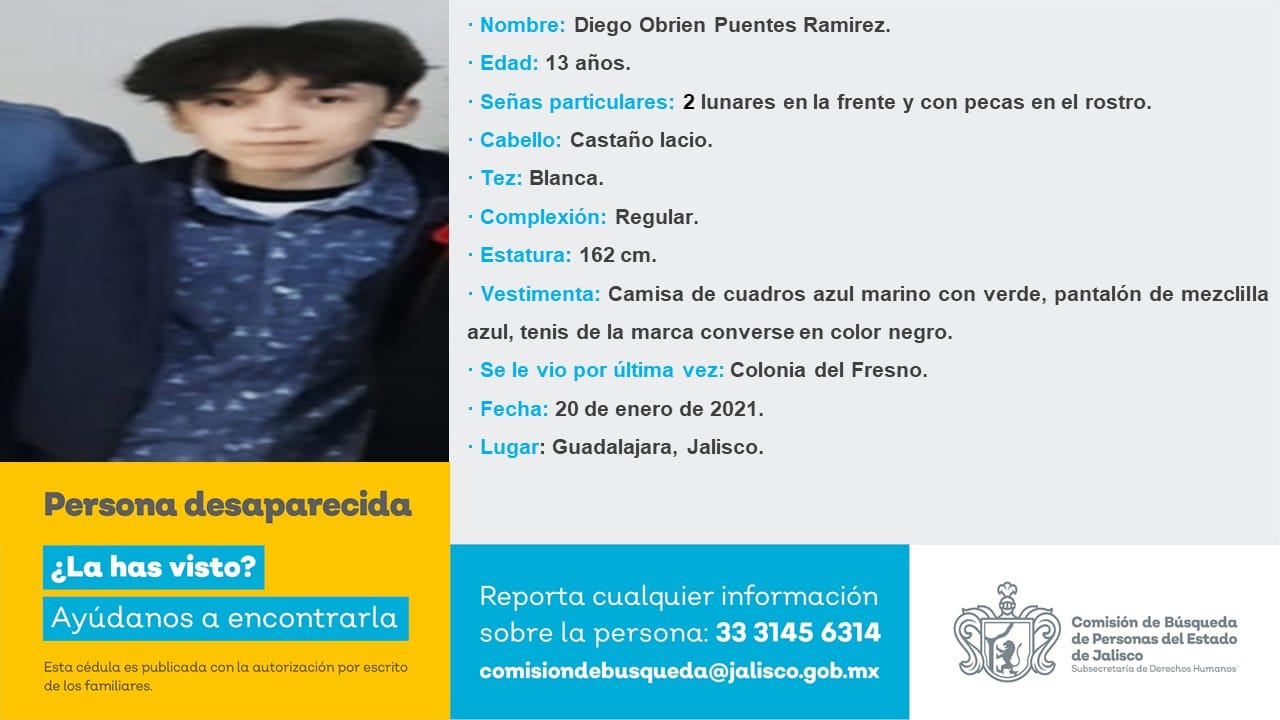 · Nombre: Diego Obrien Puentes Ramirez.
· Edad: 13 años.
· Señas particulares: 2 lunares en la frente y con pecas en el rostro.
· Cabello: Castaño lacio.
· Tez: Blanca.
· Complexión: Regular.
· Estatura: 162 cm.
· Vestimenta: Camisa de cuadros azul marino con verde, pantalón de mezclilla
azul, tenis de la marca converse en color negro.
· Se le vio por última vez: Colonia del Fresno.
· Fecha: 20 de enero de 2021.
· Lugar: Guadalajara, Jalisco.
Persona desaparecida
¿La has visto?
Ayúdanos a encontrarla
Esta cédula es publicada con la autorización por escrito
de los familiares.
Reporta cualquier información
sobre la persona: 33 3145 6314
comisiondebusqueda@jalisco.gob.mx
Comisión de Búsqueda
de Personas del Estado
de Jalisco
Subsecretaría de Derechos Humanos